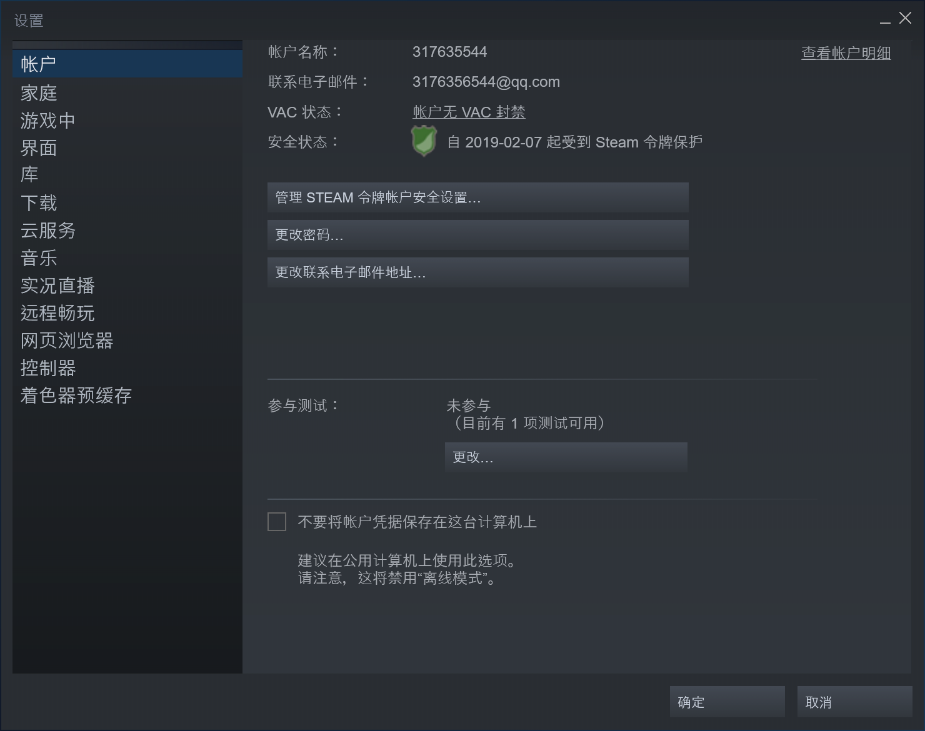 设置
帐户
家庭
游戏中
界面
库
下载
云服务
音乐
实况直播
远程畅玩
网页浏览器
控制器
着色器预缓存
帐户名称： 317635544 查看帐户明细
联系电子邮件： 3176356544@qq.com
VAC 状态： 帐户无 VAC 封禁
安全状态： 自 2019-02-07 起受到 Steam 令牌保护
管理 STEAM 令牌帐户安全设置...
更改密码...
更改联系电子邮件地址...
参与测试： 未参与
（目前有 1 项测试可用）
更改...
不要将帐户凭据保存在这台计算机上
建议在公用计算机上使用此选项。
请注意，这将禁用“离线模式”。
确定 取消